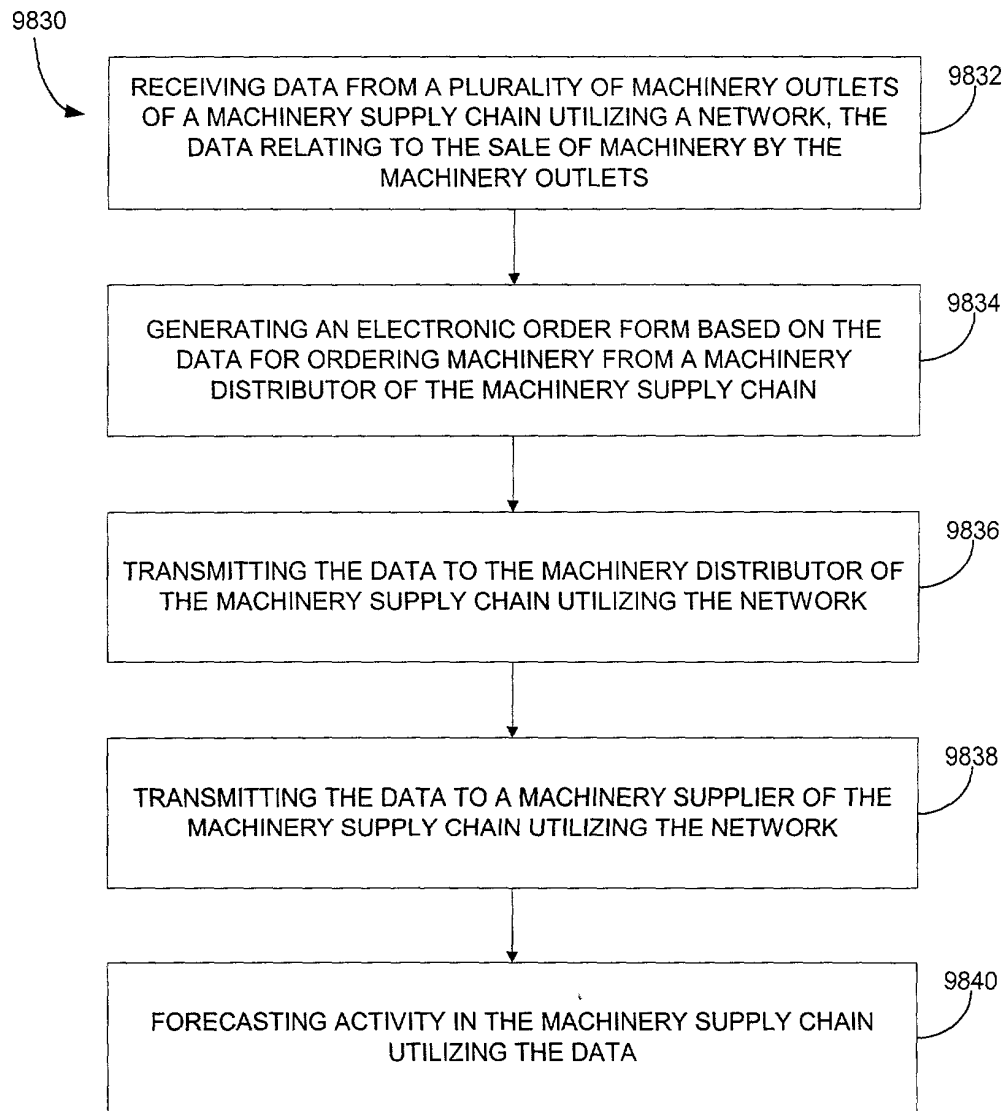 9830
RECEIVING DATA FROM A PLURALITY OF MACHINERY OUTLETS
OF A MACHINERY SUPPLY CHAIN UTILIZING A NETWORK, THE
DATA RELATING TO THE SALE OF MACHINERY BY THE
MACHINERY OUTLETS
9832
GENERATING AN ELECTRONIC ORDER FORM BASED ON THE
DATA FOR ORDERING MACHINERY FROM A MACHINERY
DISTRIBUTOR OF THE MACHINERY SUPPLY CHAIN
9834
TRANSMITTING THE DATA TO THE MACHINERY DISTRIBUTOR OF
THE MACHINERY SUPPLY CHAIN UTILIZING THE NETWORK
9836
TRANSMITTING THE DATA TO A MACHINERY SUPPLIER OF THE
MACHINERY SUPPLY CHAIN UTILIZING THE NETWORK
9838
FORECASTING ACTIVITY IN THE MACHINERY SUPPLY CHAIN
UTILIZING THE DATA
9840